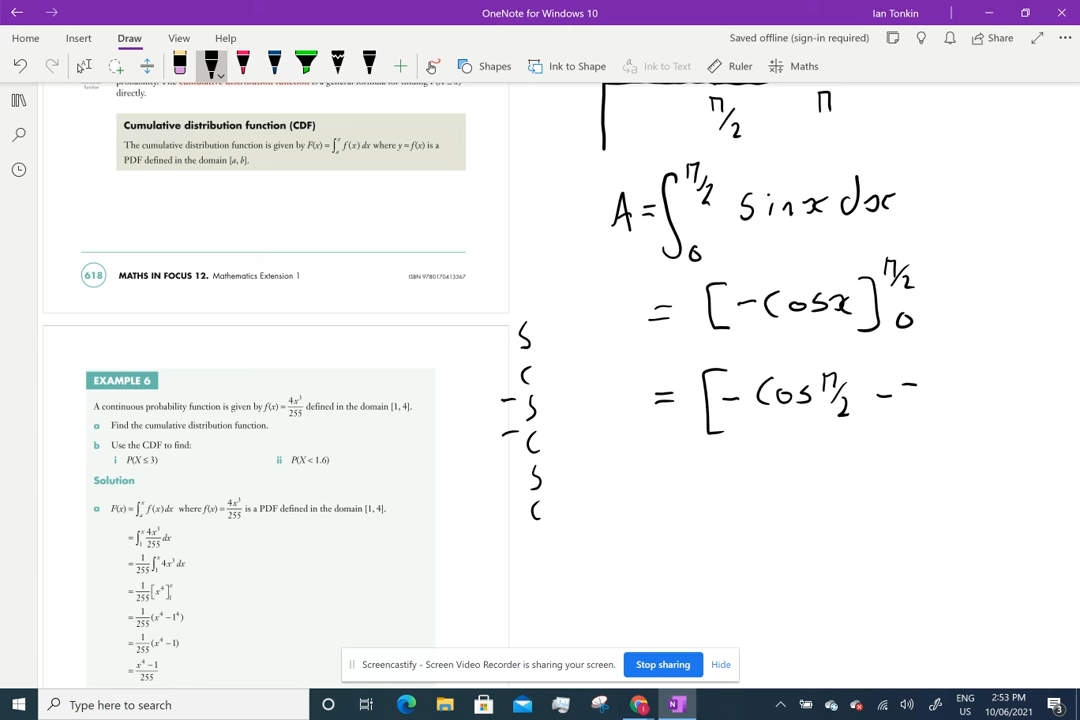 OneNote for Windows 10
Ian Tonkin
Home Insert Draw View Help
Saved offline (sign-in required)
Share
Shapes
Ink to Shape
Ink to Text
Ruler
Maths
function
directly.
Cumulative distribution function (CDF)
The cumulative distribution function is given by F(x) = ∫ₐˣ f(x) dx where y = f(x) is a
PDF defined in the domain [a, b].
618 MATHS IN FOCUS 12. Mathematics Extension 1
ISBN 9780170413367
EXAMPLE 6
A continuous probability function is given by f(x) = 4x³/255 defined in the domain [1, 4].
a Find the cumulative distribution function.
b Use the CDF to find:
i P(X ≤ 3) ii P(X < 1.6)
Solution
a F(x) = ∫ₐˣ f(x) dx where f(x) = 4x³/255 is a PDF defined in the domain [1, 4].
= ∫₁ˣ 4x³/255 dx
= 1/255 ∫₁ˣ 4x³ dx
= 1/255 [x⁴]₁ˣ
= 1/255 (x⁴ − 1⁴)
= 1/255 (x⁴ − 1)
= x⁴ − 1/255
π/2 π
A = ∫₀^π/2 sinx dx
= [-cosx]₀^π/2
= [- cos π/2 - -
S
C
-S
-C
S
C
Screencastify - Screen Video Recorder is sharing your screen.
Stop sharing
Hide
Type here to search
ENG
US
2:53 PM
10/06/2021
3